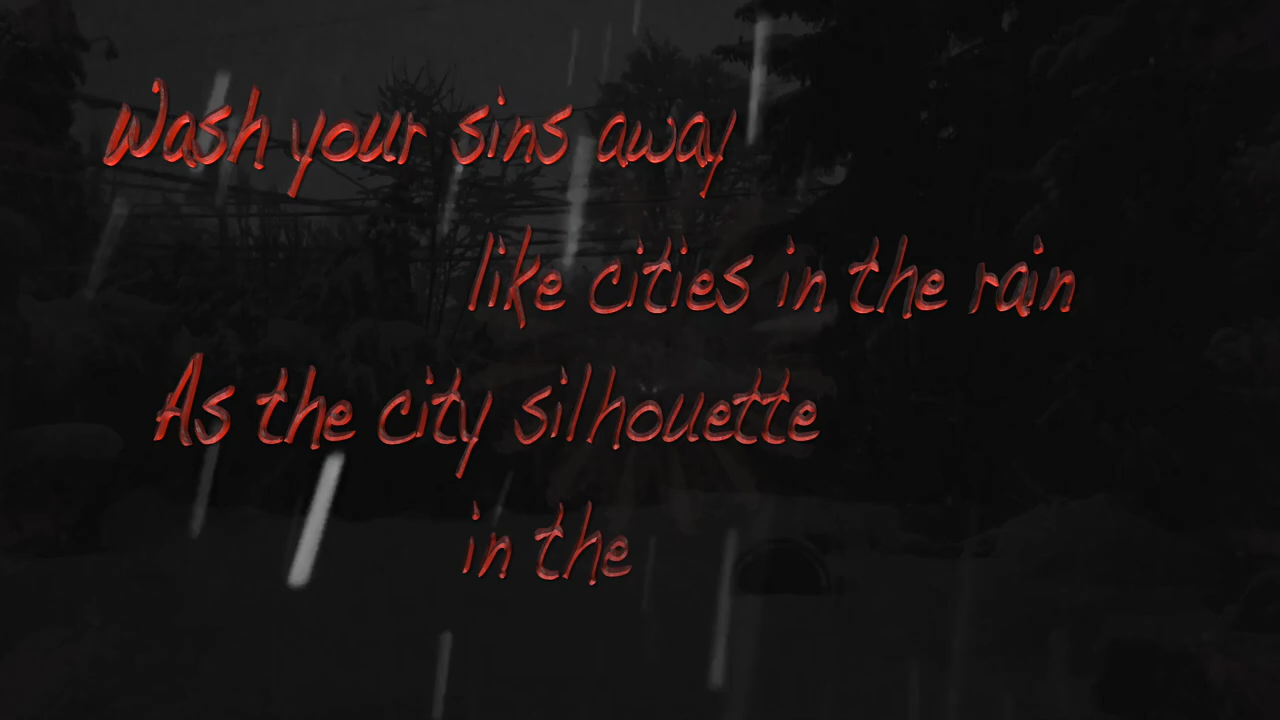 Wash your sins away
like cities in the rain
As the city silhouette
in the